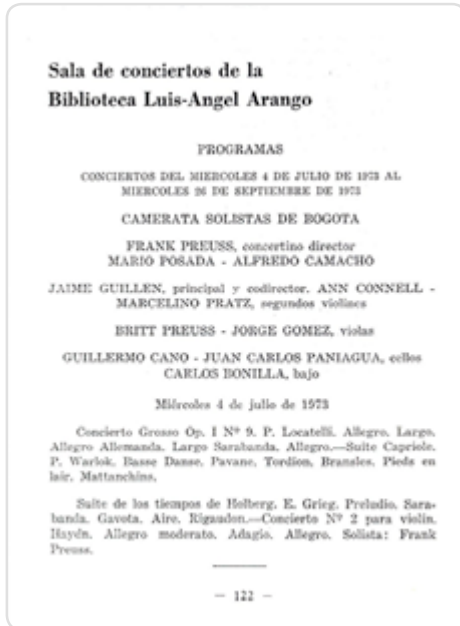 Sala de conciertos de la
Biblioteca Luis-Angel Arango
PROGRAMAS
CONCIERTOS DEL MIERCOLES 4 DE JULIO DE 1973 AL
MIERCOLES 26 DE SEPTIEMBRE DE 1973
CAMERATA SOLISTAS DE BOGOTA
FRANK PREUSS, concertino director
MARIO POSADA - ALFREDO CAMACHO
JAIME GUILLEN, principal y codirector. ANN CONNELL -
MARCELINO PRATZ, segundos violines
BRITT PREUSS - JORGE GOMEZ, violas
GUILLERMO CANO - JUAN CARLOS PANIAGUA, cellos
CARLOS BONILLA, bajo
Miércoles 4 de julio de 1973
Concierto Grosso Op. I Nº 9. P. Locatelli. Allegro. Largo.
Allegro Allemanda. Largo Sarabanda. Allegro.—Suite Capriole.
P. Warlok. Basse Danse. Pavane. Tordion. Bransles. Pieds en
lair. Mattanchins.
Suite de los tiempos de Holberg. E. Grieg. Preludio. Sara-
banda. Gavota. Aire. Rigaudon.—Concierto Nº 2 para violín.
Haydn. Allegro moderato. Adagio. Allegro. Solista: Frank
Preuss.
— 122 —